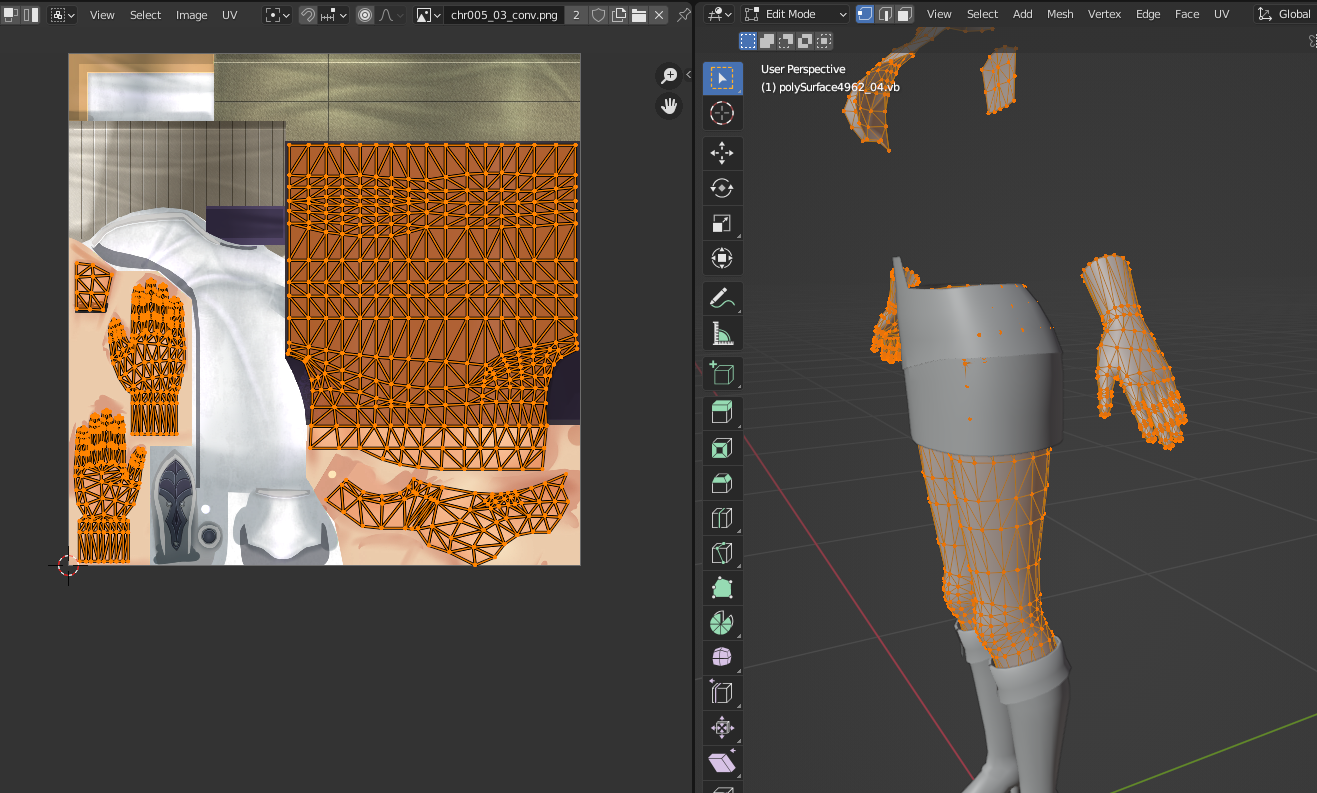 View Select Image UV chr005_03_conv.png 2
Edit Mode View Select Add Mesh Vertex Edge Face UV Global
User Perspective
(1) polySurface4962_04.vb